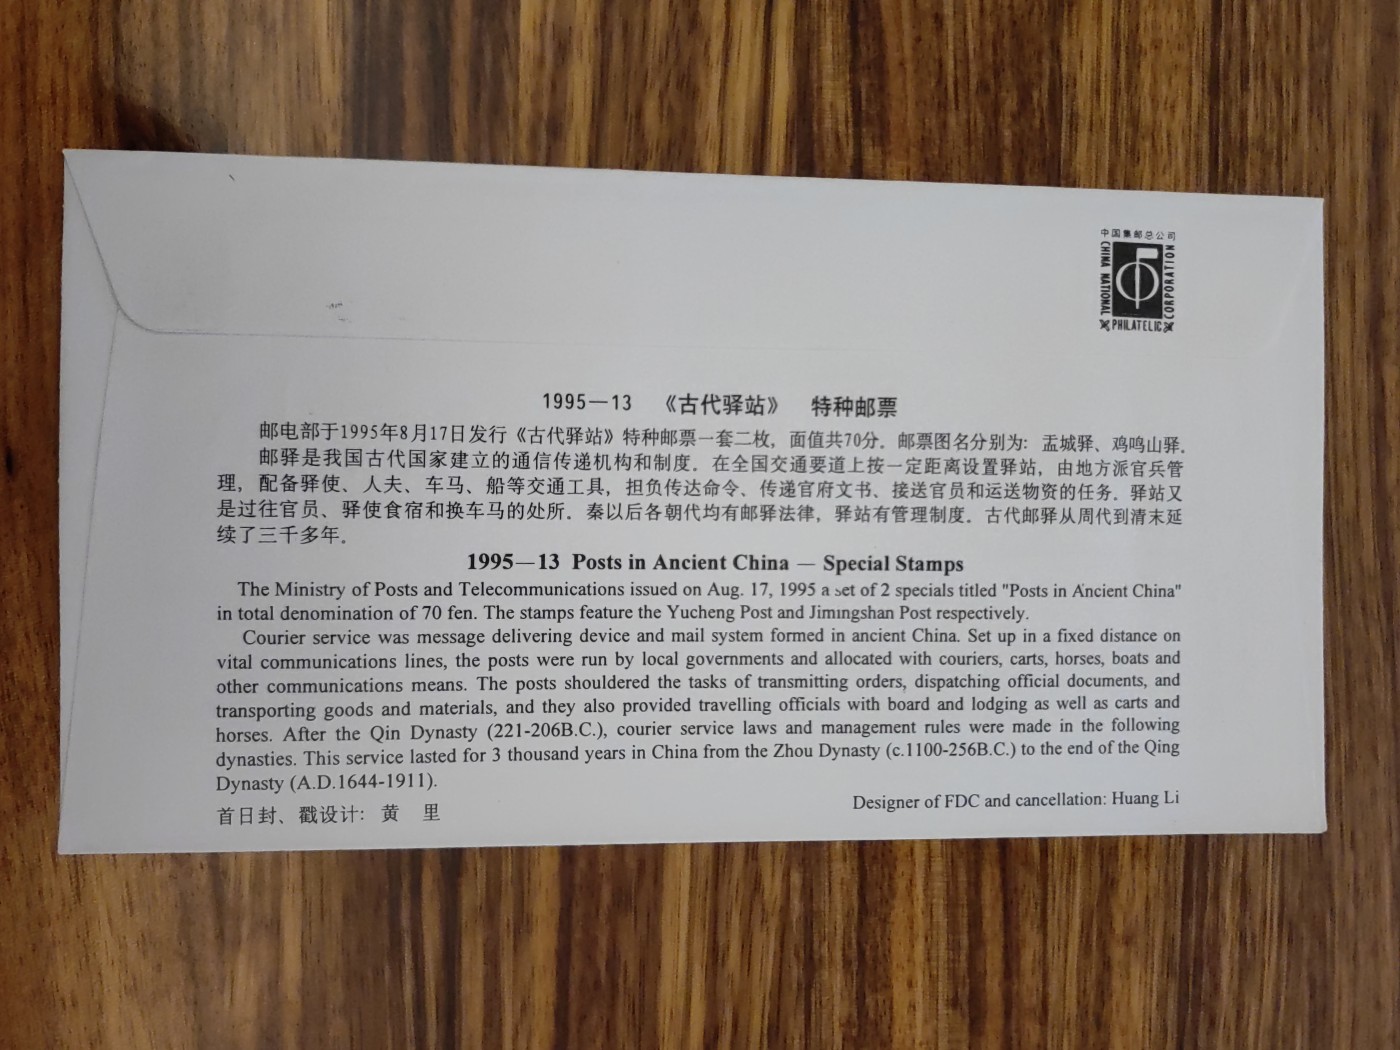 中国集邮总公司
CHINA NATIONAL
PHILATELIC
CORPORATION
1995—13 《古代驿站》 特种邮票
邮电部于1995年8月17日发行《古代驿站》特种邮票一套二枚，面值共70分．邮票图名分别为：盂城驿、鸡鸣山驿．
邮驿是我国古代国家建立的通信传递机构和制度．在全国交通要道上按一定距离设置驿站，由地方派官兵管
理，配备驿使、人夫、车马、船等交通工具，担负传达命令、传递官府文书、接送官员和运送物资的任务．驿站又
是过往官员、驿使食宿和换车马的处所．秦以后各朝代均有邮驿法律，驿站有管理制度．古代邮驿从周代到清末延
续了三千多年．
1995—13 Posts in Ancient China — Special Stamps
The Ministry of Posts and Telecommunications issued on Aug. 17, 1995 a set of 2 specials titled "Posts in Ancient China"
in total denomination of 70 fen. The stamps feature the Yucheng Post and Jimingshan Post respectively.
Courier service was message delivering device and mail system formed in ancient China. Set up in a fixed distance on
vital communications lines, the posts were run by local governments and allocated with couriers, carts, horses, boats and
other communications means. The posts shouldered the tasks of transmitting orders, dispatching official documents, and
transporting goods and materials, and they also provided travelling officials with board and lodging as well as carts and
horses. After the Qin Dynasty (221-206B.C.), courier service laws and management rules were made in the following
dynasties. This service lasted for 3 thousand years in China from the Zhou Dynasty (c.1100-256B.C.) to the end of the Qing
Dynasty (A.D.1644-1911).
首日封、戳设计：黄 里
Designer of FDC and cancellation: Huang Li